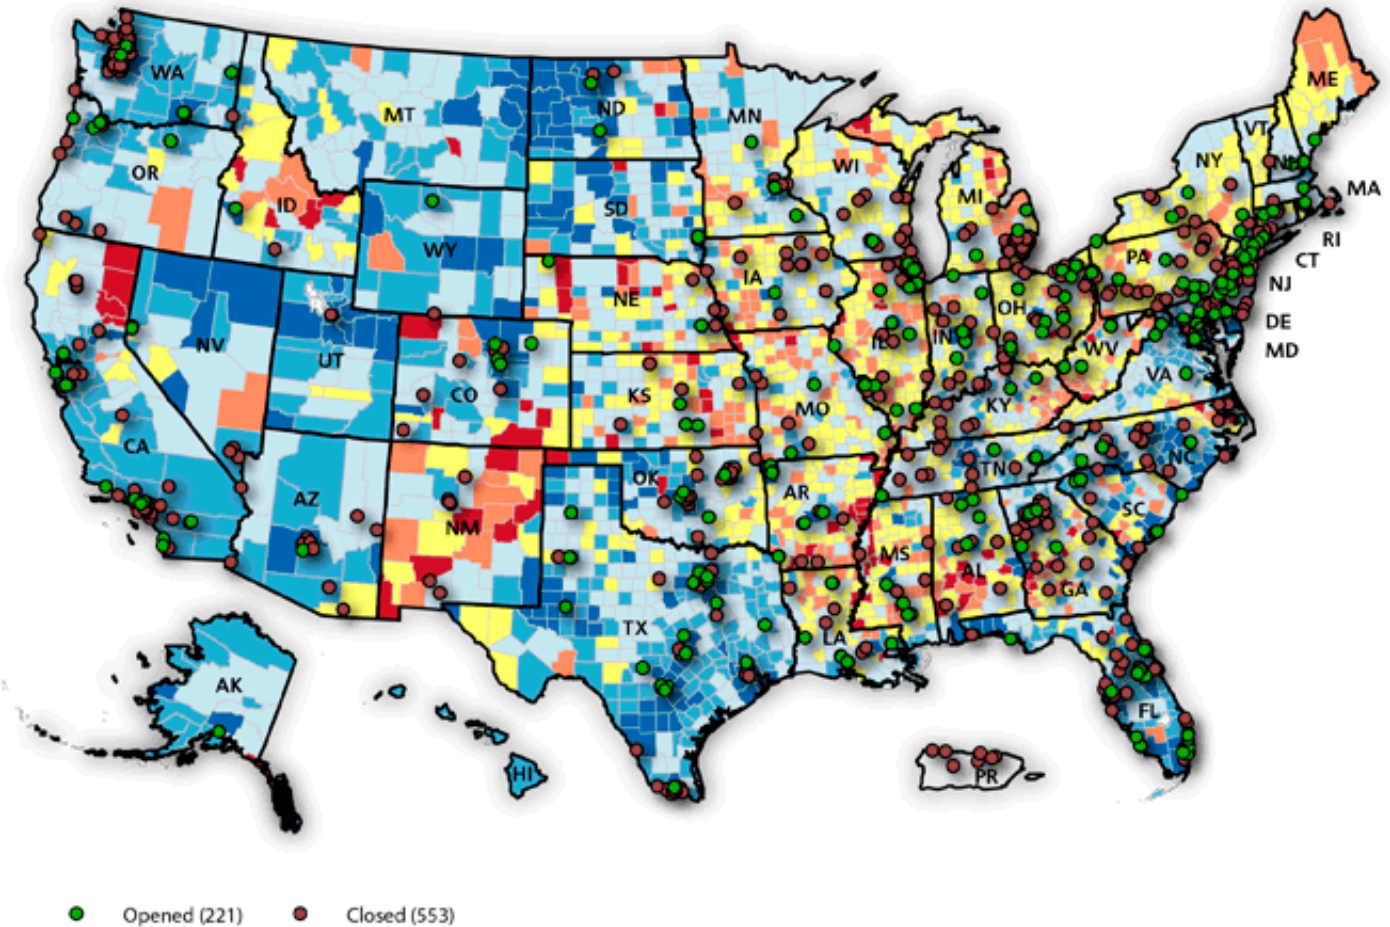 WA
ME
MT
ND
MN
VT
NH
OR
WI
NY
MI
MA
ID
SD
WY
RI
CT
PA
IA
NE
NJ
OH
IL
IN
DE
NV
UT
WV
MD
VA
CO
KS
MO
KY
CA
NC
TN
OK
AZ
AR
SC
NM
MS
AL
GA
TX
LA
AK
FL
HI
PR
Opened (221)
Closed (553)